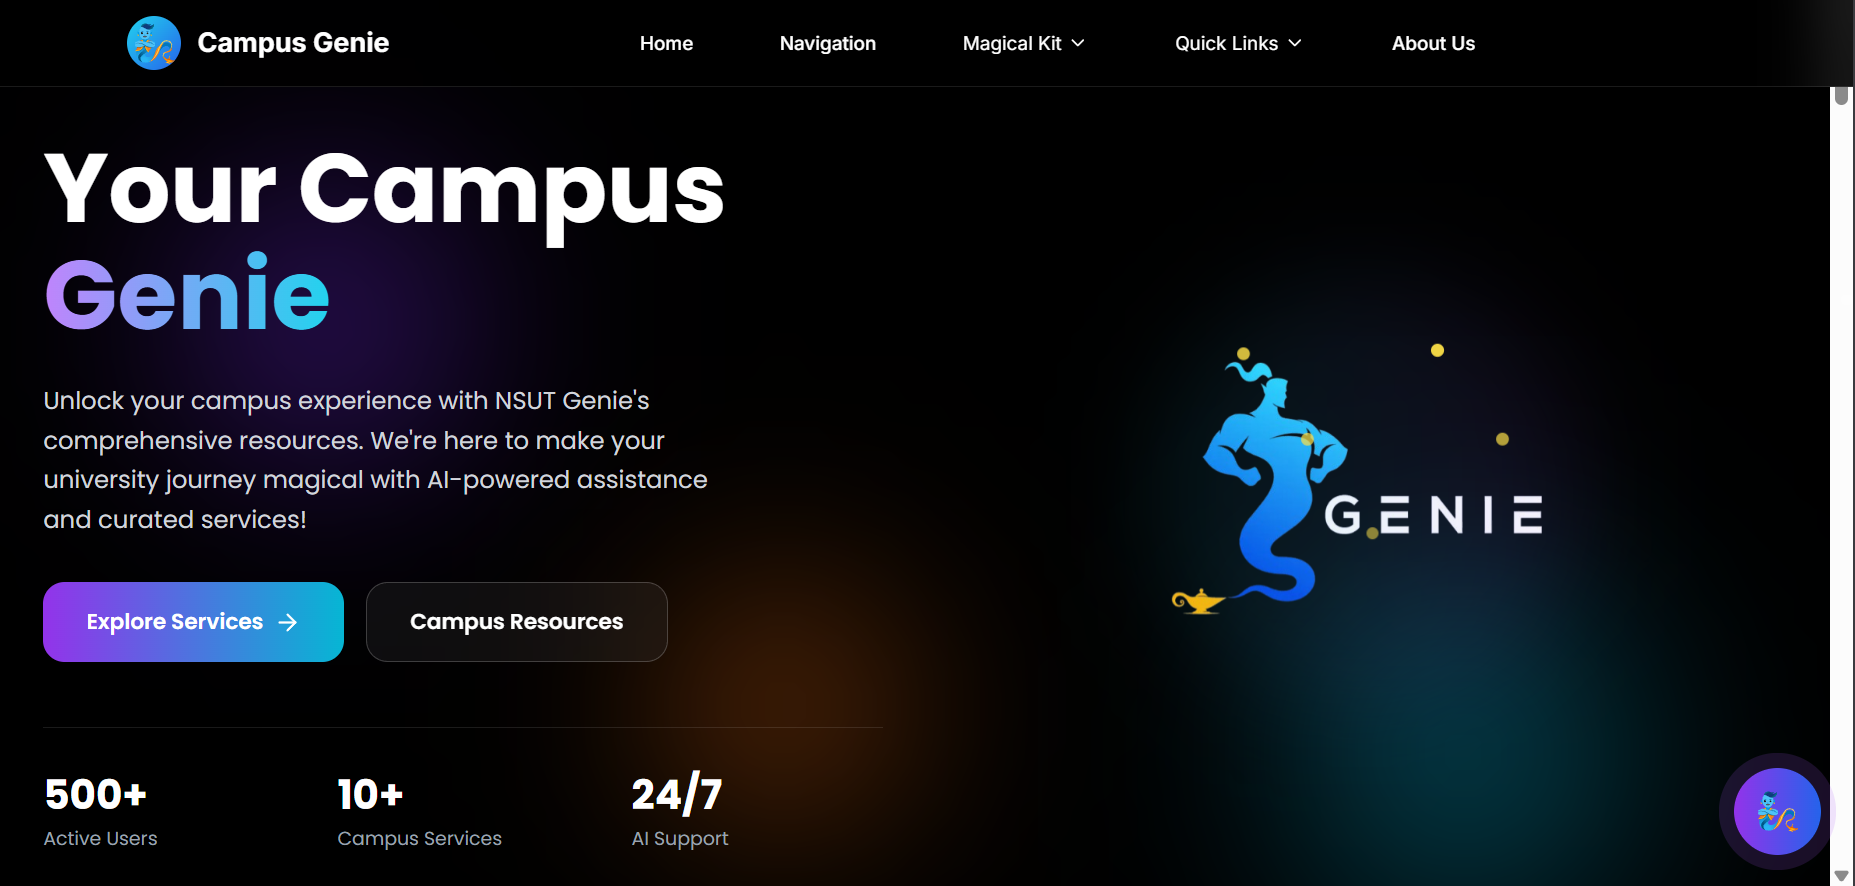 Campus Genie
Home
Navigation
Magical Kit
Quick Links
About Us
Your Campus
Genie
Unlock your campus experience with NSUT Genie's
comprehensive resources. We're here to make your
university journey magical with AI-powered assistance
and curated services!
GENIE
Explore Services
Campus Resources
500+
Active Users
10+
Campus Services
24/7
AI Support